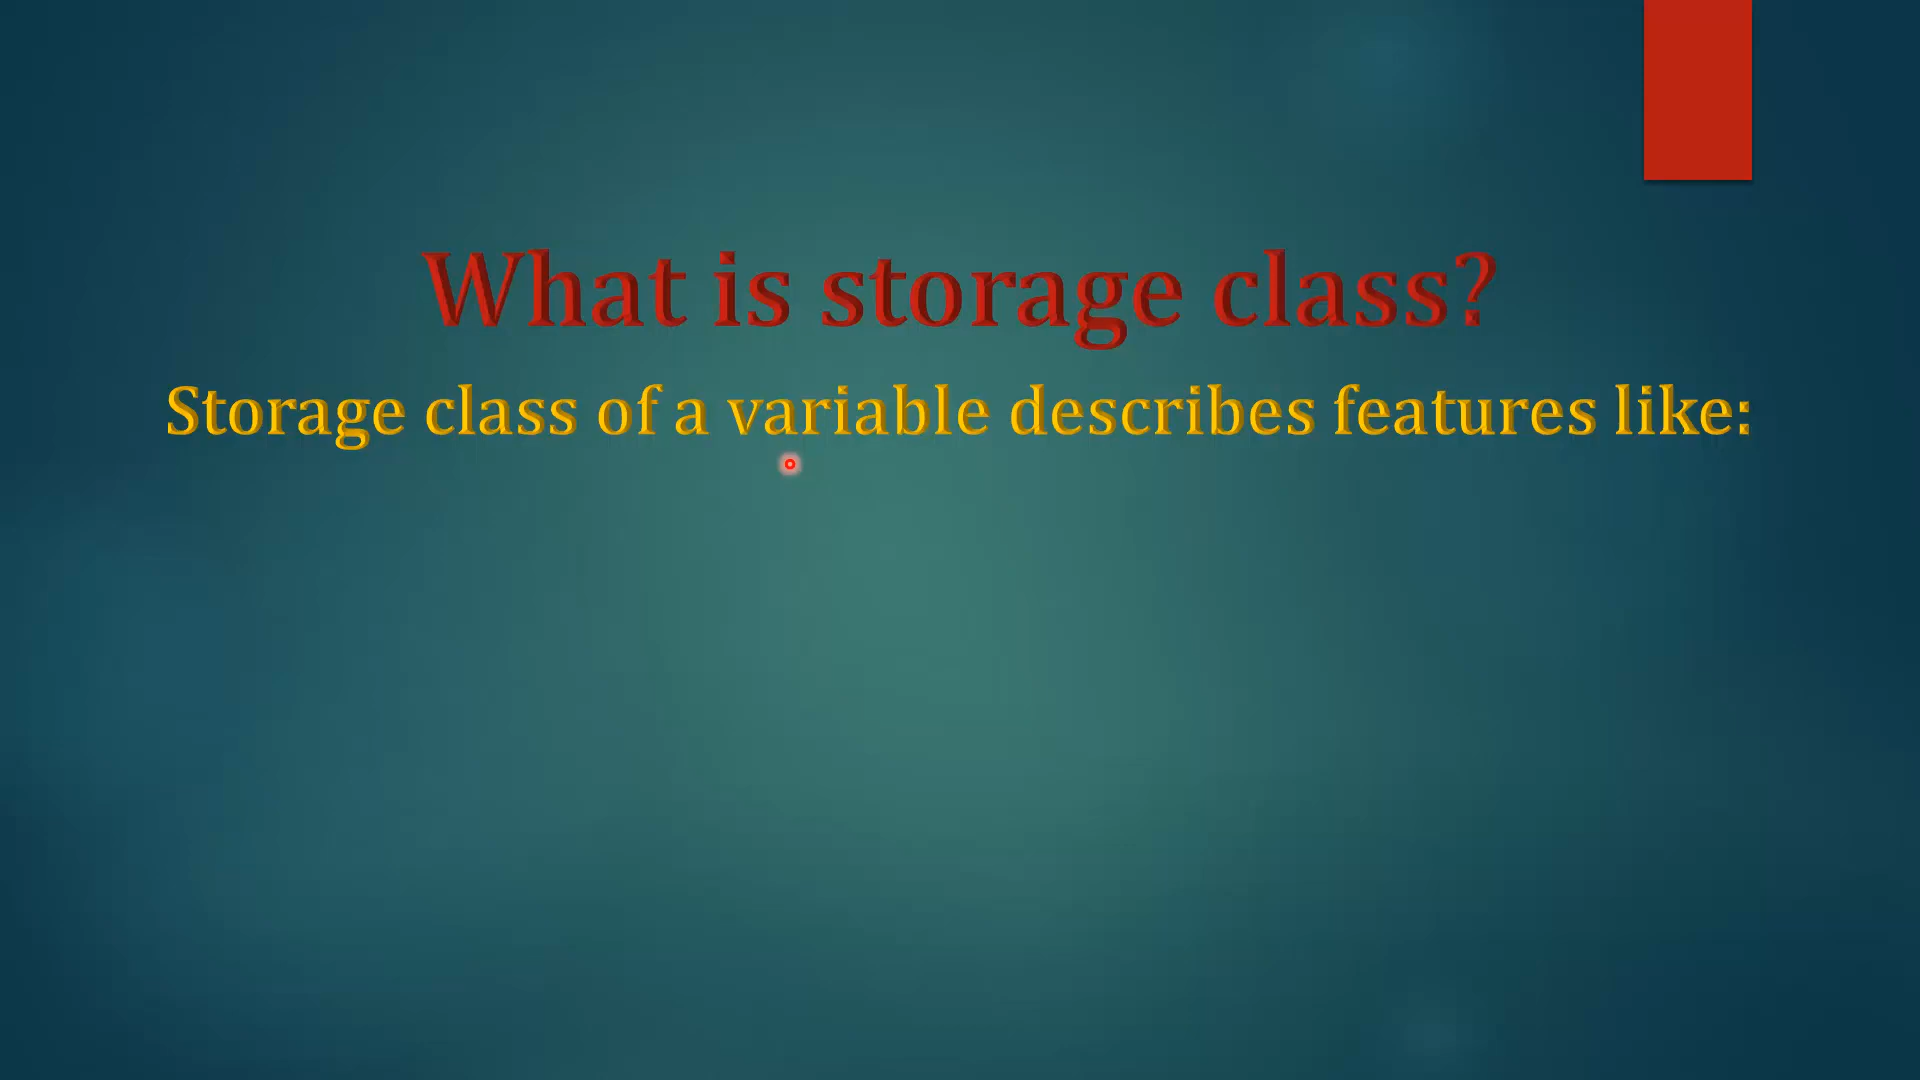 What is storage class?
Storage class of a variable describes features like: